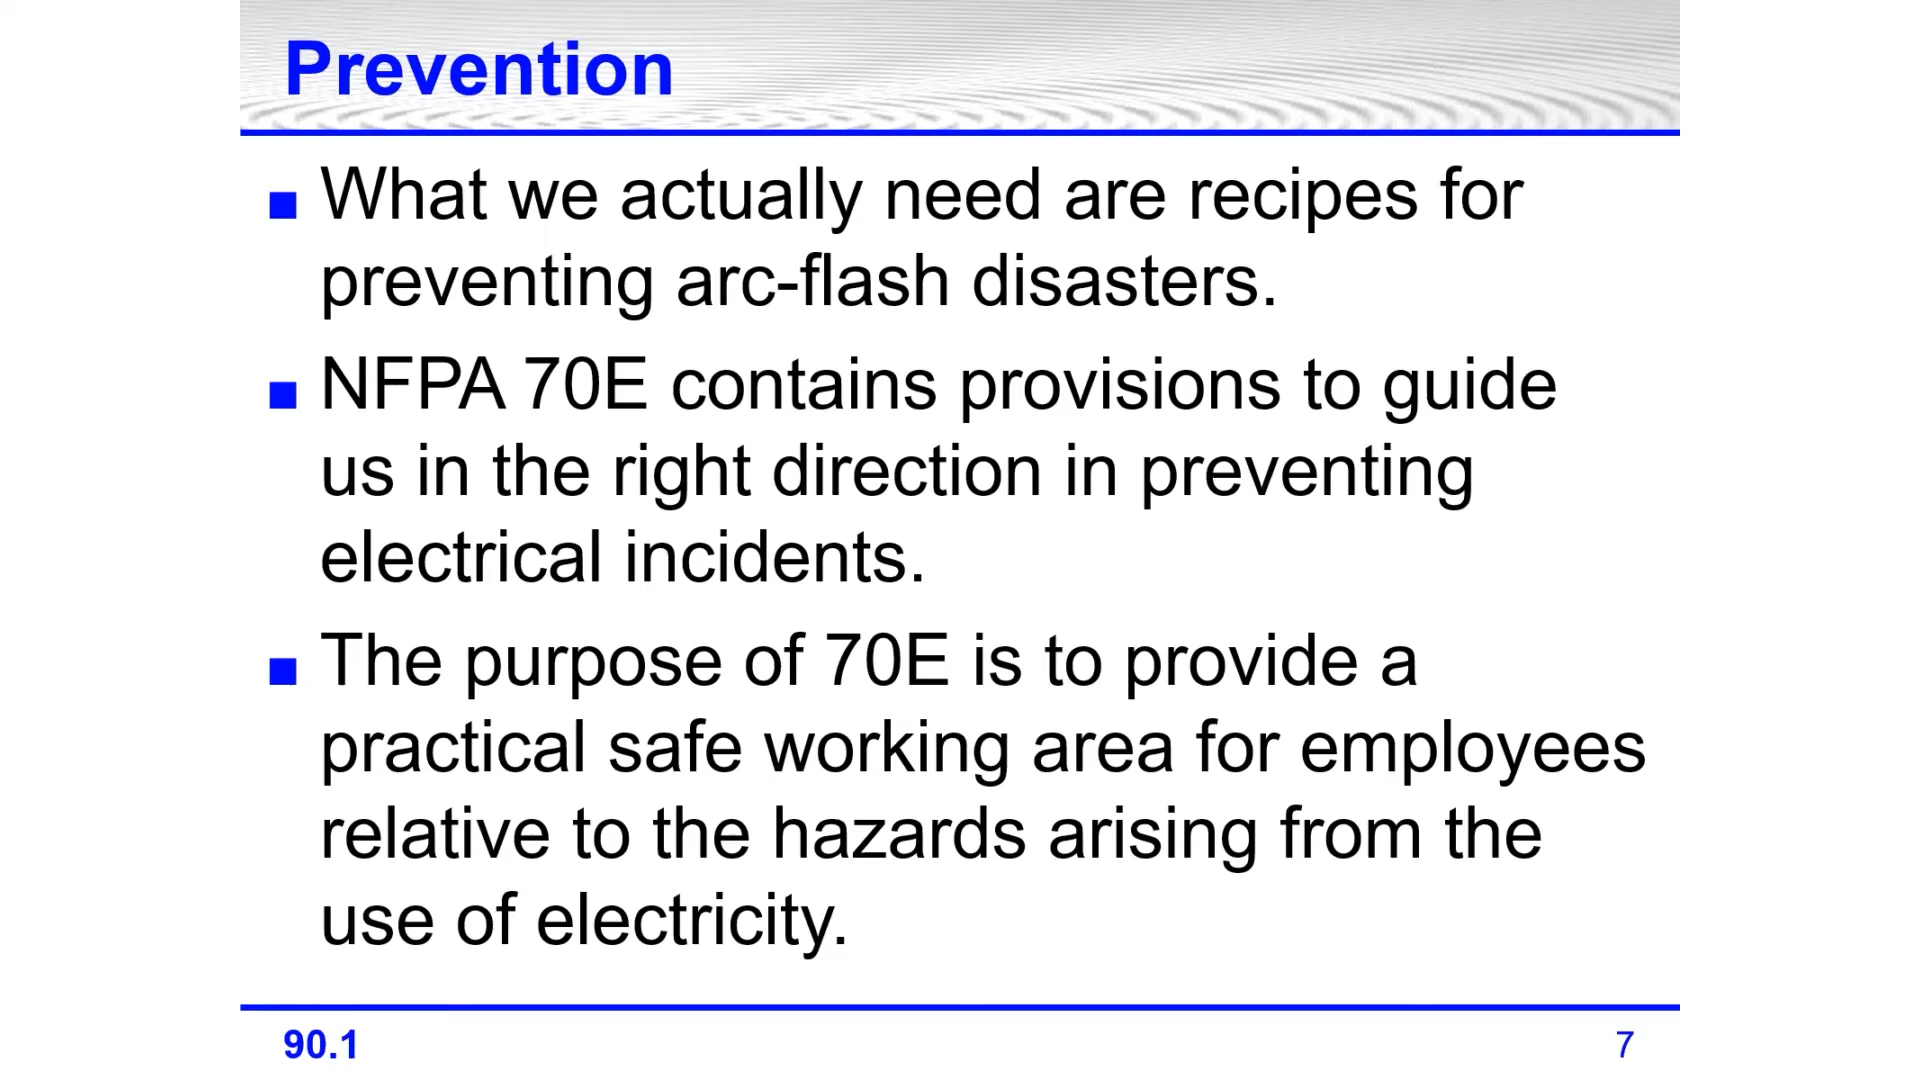 Prevention
What we actually need are recipes for
preventing arc-flash disasters.
NFPA 70E contains provisions to guide
us in the right direction in preventing
electrical incidents.
The purpose of 70E is to provide a
practical safe working area for employees
relative to the hazards arising from the
use of electricity.
90.1
7